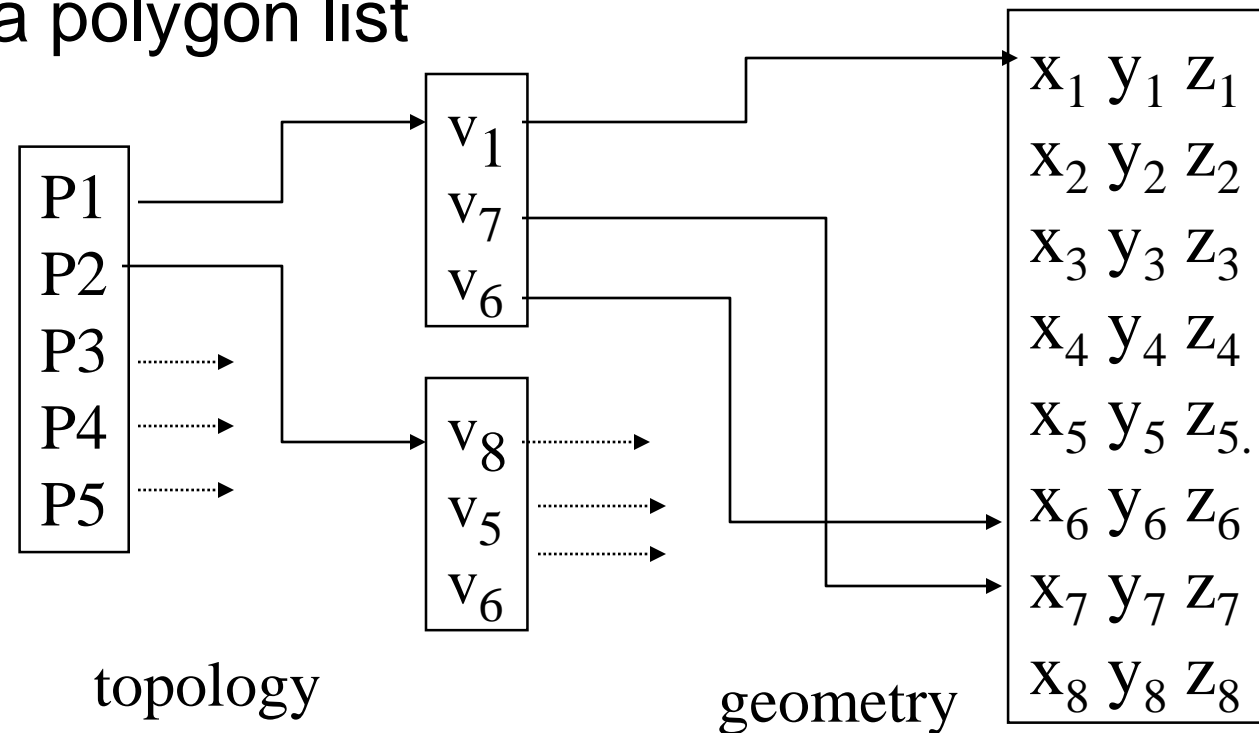 a polygon list
P1
P2
P3
P4
P5
v1
v7
v6
v8
v5
v6
x1 y1 z1
x2 y2 z2
x3 y3 z3
x4 y4 z4
x5 y5 z5.
x6 y6 z6
x7 y7 z7
x8 y8 z8
topology
geometry